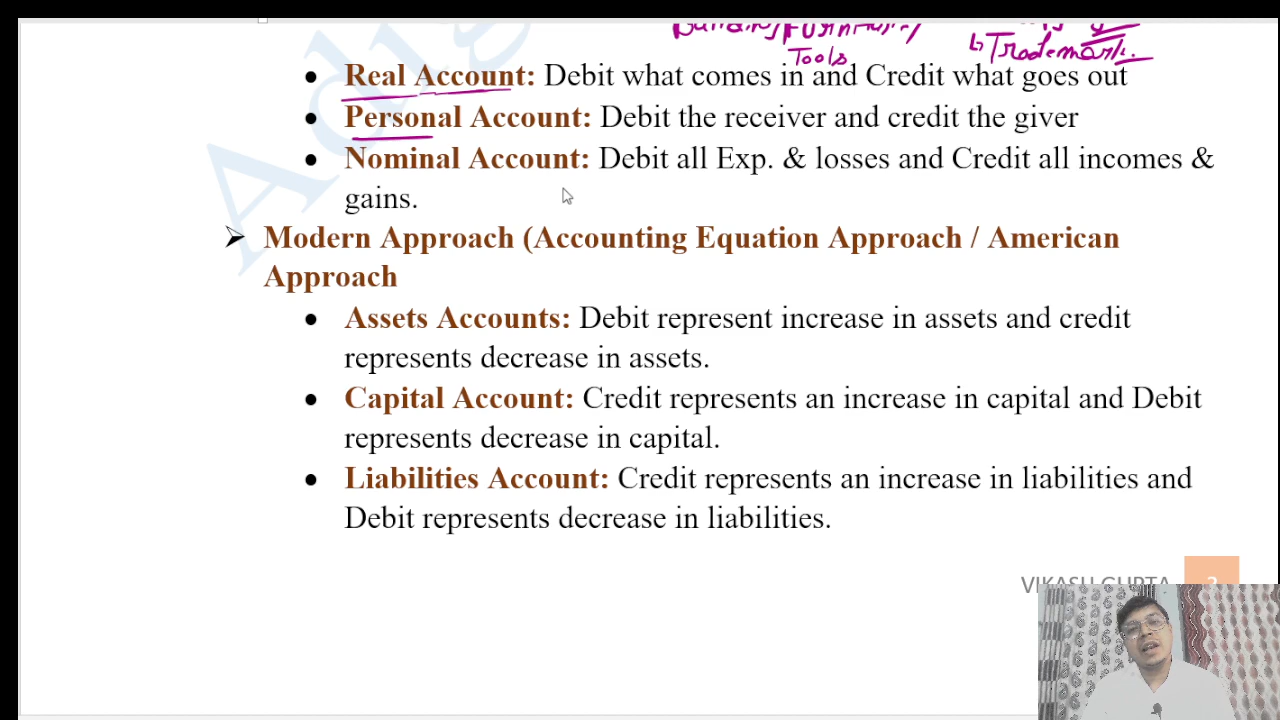 Tools
↳ Trademark.
Real Account: Debit what comes in and Credit what goes out
Personal Account: Debit the receiver and credit the giver
Nominal Account: Debit all Exp. & losses and Credit all incomes &
gains.
Modern Approach (Accounting Equation Approach / American
Approach
Assets Accounts: Debit represent increase in assets and credit
represents decrease in assets.
Capital Account: Credit represents an increase in capital and Debit
represents decrease in capital.
Liabilities Account: Credit represents an increase in liabilities and
Debit represents decrease in liabilities.
VIKASH GUPTA